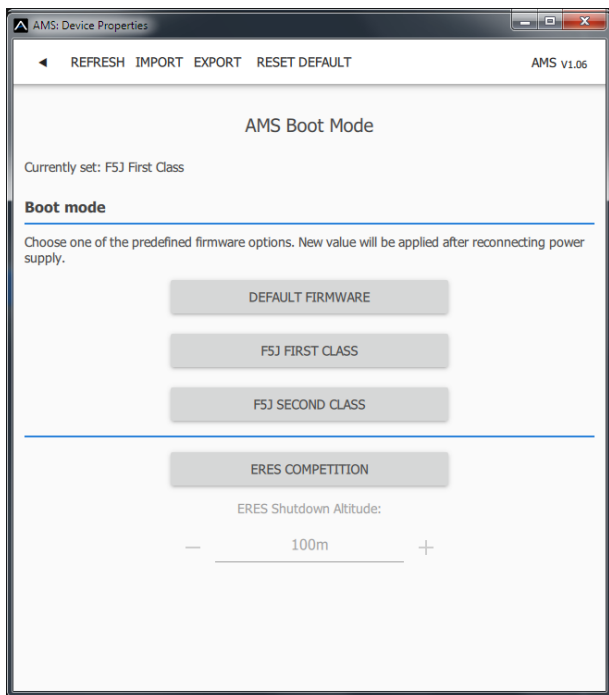 AMS: Device Properties
REFRESH IMPORT EXPORT RESET DEFAULT AMS V1.06
AMS Boot Mode
Currently set: F5J First Class
Boot mode
Choose one of the predefined firmware options. New value will be applied after reconnecting power
supply.
DEFAULT FIRMWARE
F5J FIRST CLASS
F5J SECOND CLASS
ERES COMPETITION
ERES Shutdown Altitude:
100m